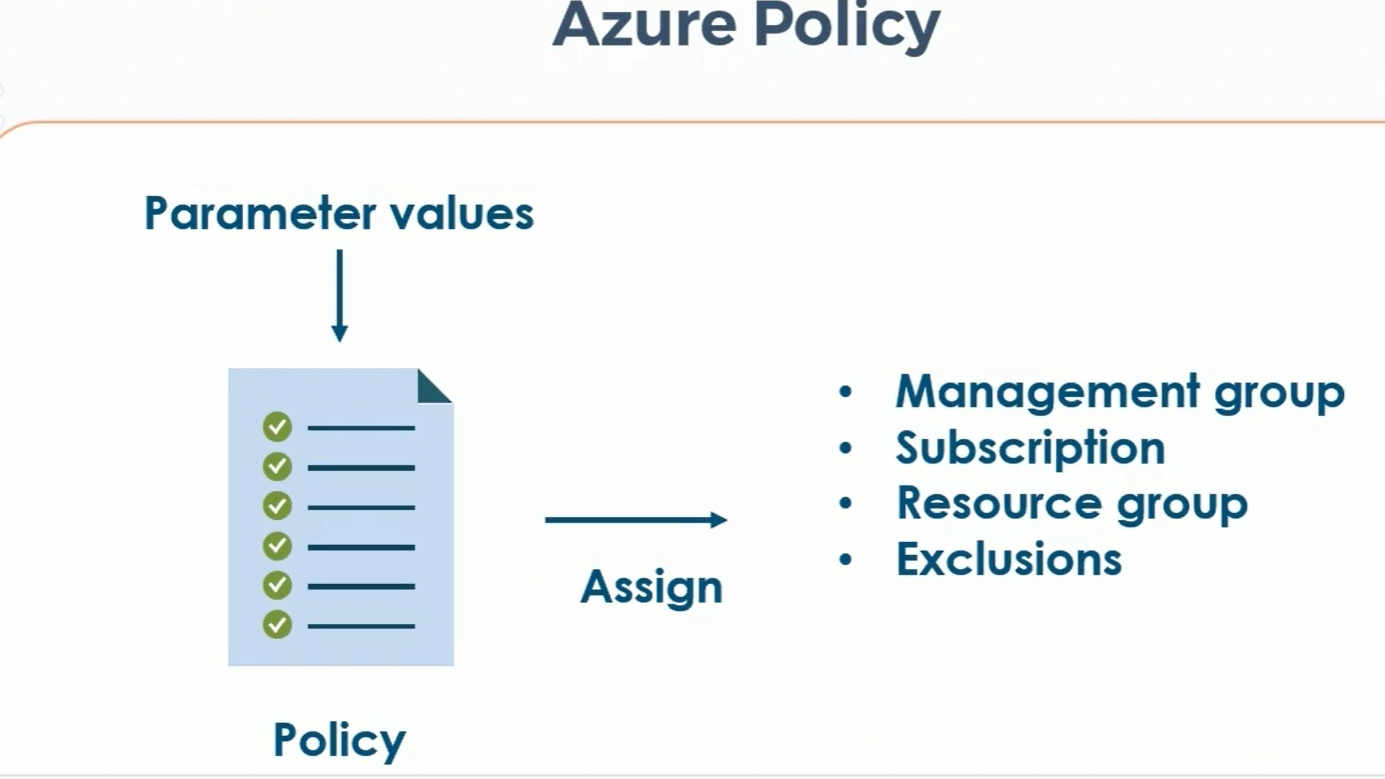 Azure Policy
Parameter values
Management group
Subscription
Resource group
Exclusions
Assign
Policy